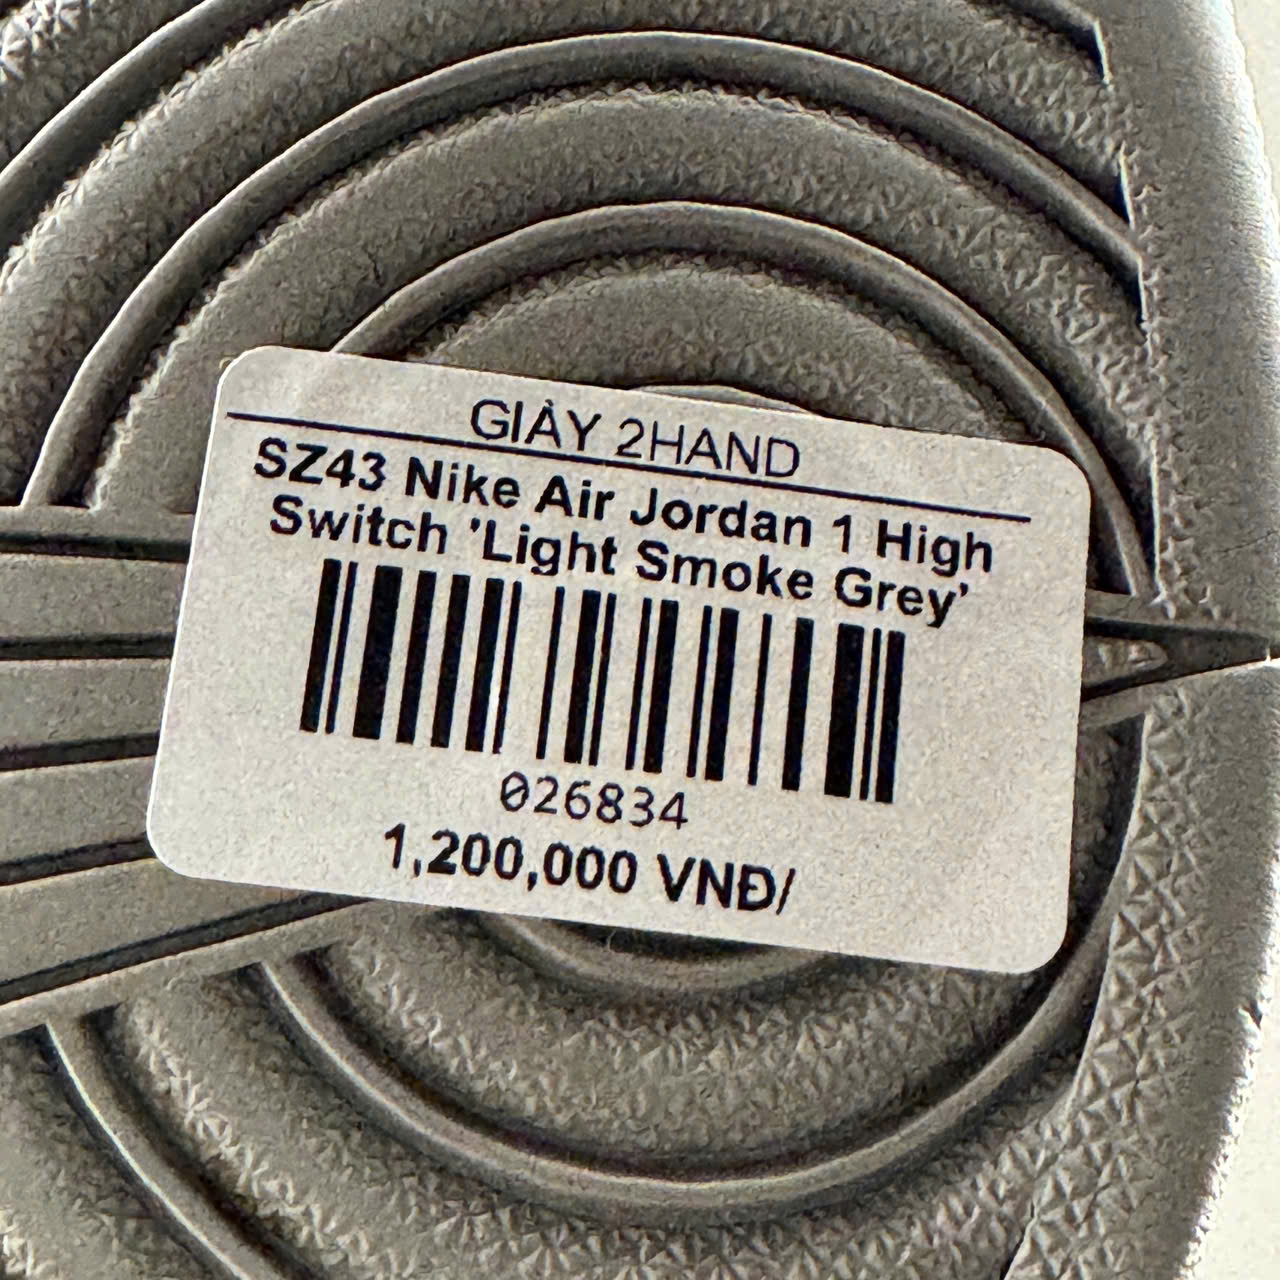 GIÀY 2HAND
SZ43 Nike Air Jordan 1 High
Switch 'Light Smoke Grey'
026834
1,200,000 VNĐ/